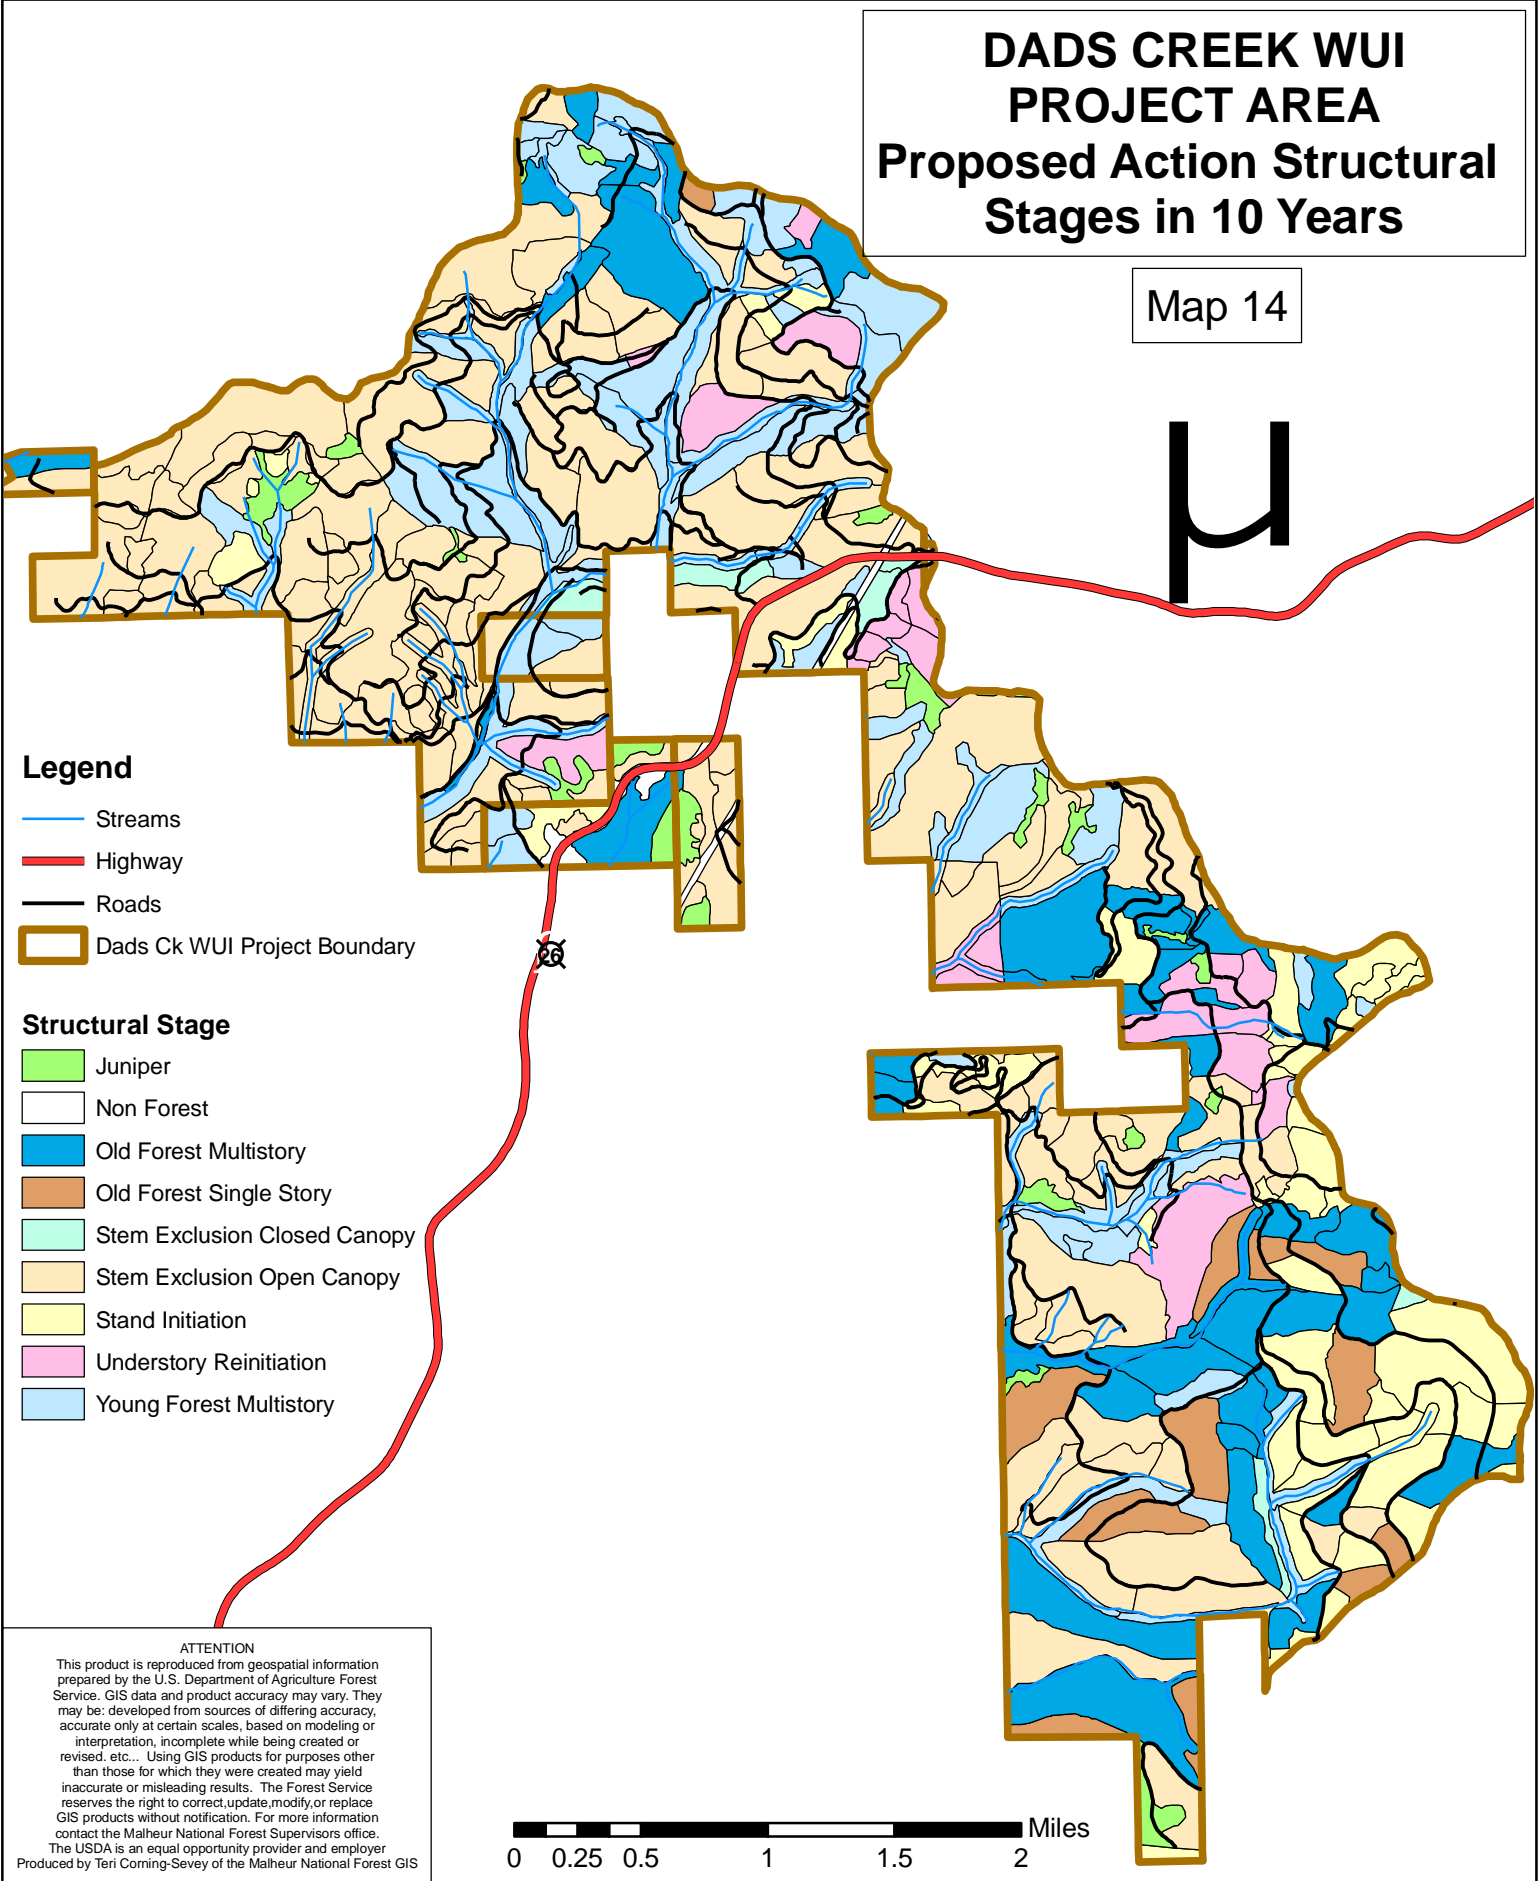 DADS CREEK WUI
PROJECT AREA
Proposed Action Structural
Stages in 10 Years
Map 14
µ
Legend
Streams
Highway
Roads
Dads Ck WUI Project Boundary
26
Structural Stage
Juniper
Non Forest
Old Forest Multistory
Old Forest Single Story
Stem Exclusion Closed Canopy
Stem Exclusion Open Canopy
Stand Initiation
Understory Reinitiation
Young Forest Multistory
ATTENTION
This product is reproduced from geospatial information
prepared by the U.S. Department of Agriculture Forest
Service. GIS data and product accuracy may vary. They
may be: developed from sources of differing accuracy,
accurate only at certain scales, based on modeling or
interpretation, incomplete while being created or
revised. etc... Using GIS products for purposes other
than those for which they were created may yield
inaccurate or misleading results. The Forest Service
reserves the right to correct,update,modify,or replace
GIS products without notification. For more information
contact the Malheur National Forest Supervisors office.
The USDA is an equal opportunity provider and employer
Produced by Teri Corning-Sevey of the Malheur National Forest GIS
Miles
0 0.25 0.5 1 1.5 2